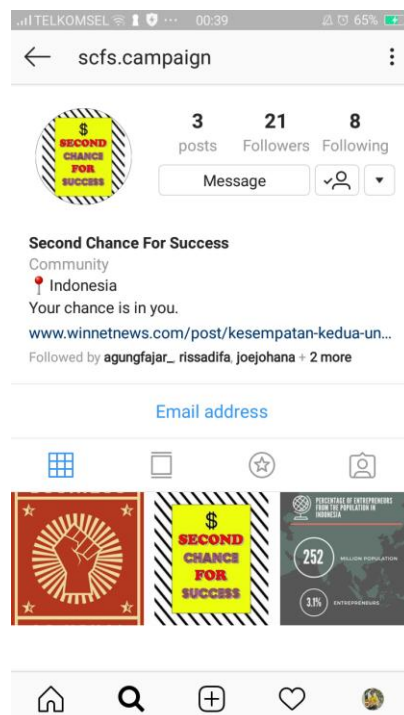 TELKOMSEL ··· 00:39 65%
scfs.campaign
$
SECOND
CHANCE
FOR
SUCCESS
3 21 8
posts Followers Following
Message
Second Chance For Success
Community
Indonesia
Your chance is in you.
www.winnetnews.com/post/kesempatan-kedua-un...
Followed by agungfajar_, rissadifa, joejohana + 2 more
Email address
$
SECOND
CHANCE
FOR
SUCCESS
PERCENTAGE OF ENTREPRENEURS
FROM THE POPULATION IN
INDONESIA
252 MILLION POPULATION
3.1% ENTREPRENEURS